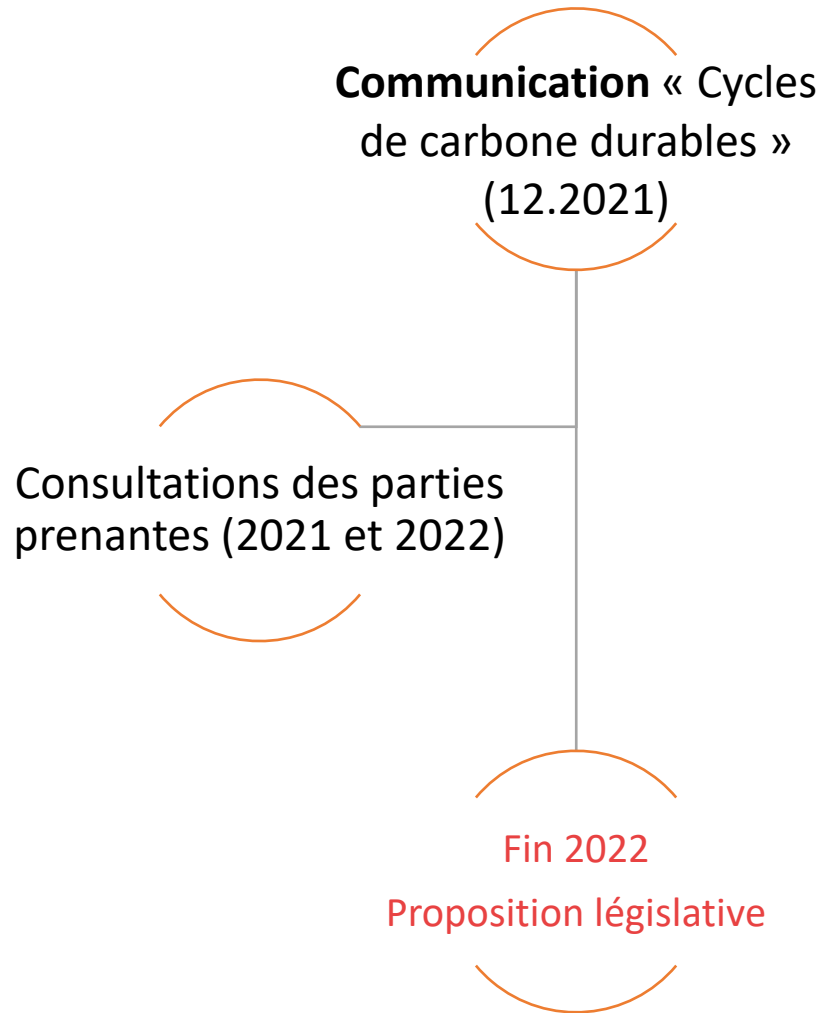 Communication « Cycles
de carbone durables »
(12.2021)
Consultations des parties
prenantes (2021 et 2022)
Fin 2022
Proposition législative